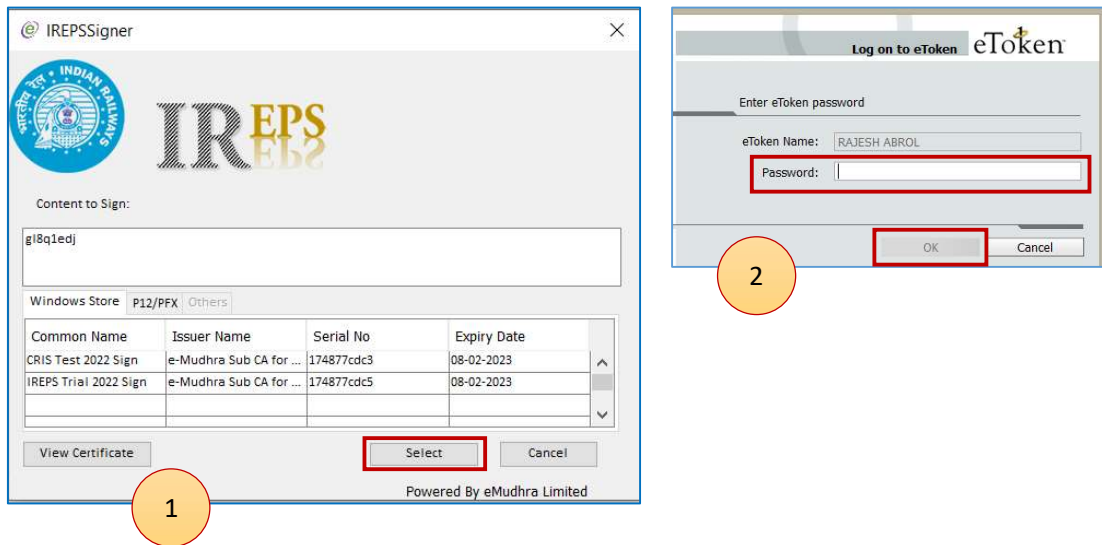 IREPSSigner
भारतीय रेल • INDIAN RAILWAYS
IREPS
Content to Sign:
gl8q1edj
Windows Store P12/PFX Others
Common Name Issuer Name Serial No Expiry Date
CRIS Test 2022 Sign e-Mudhra Sub CA for ... 174877cdc3 08-02-2023
IREPS Trial 2022 Sign e-Mudhra Sub CA for ... 174877cdc5 08-02-2023
View Certificate Select Cancel
Powered By eMudhra Limited
1
Log on to eToken eToken
Enter eToken password
eToken Name: RAJESH ABROL
Password:
OK Cancel
2